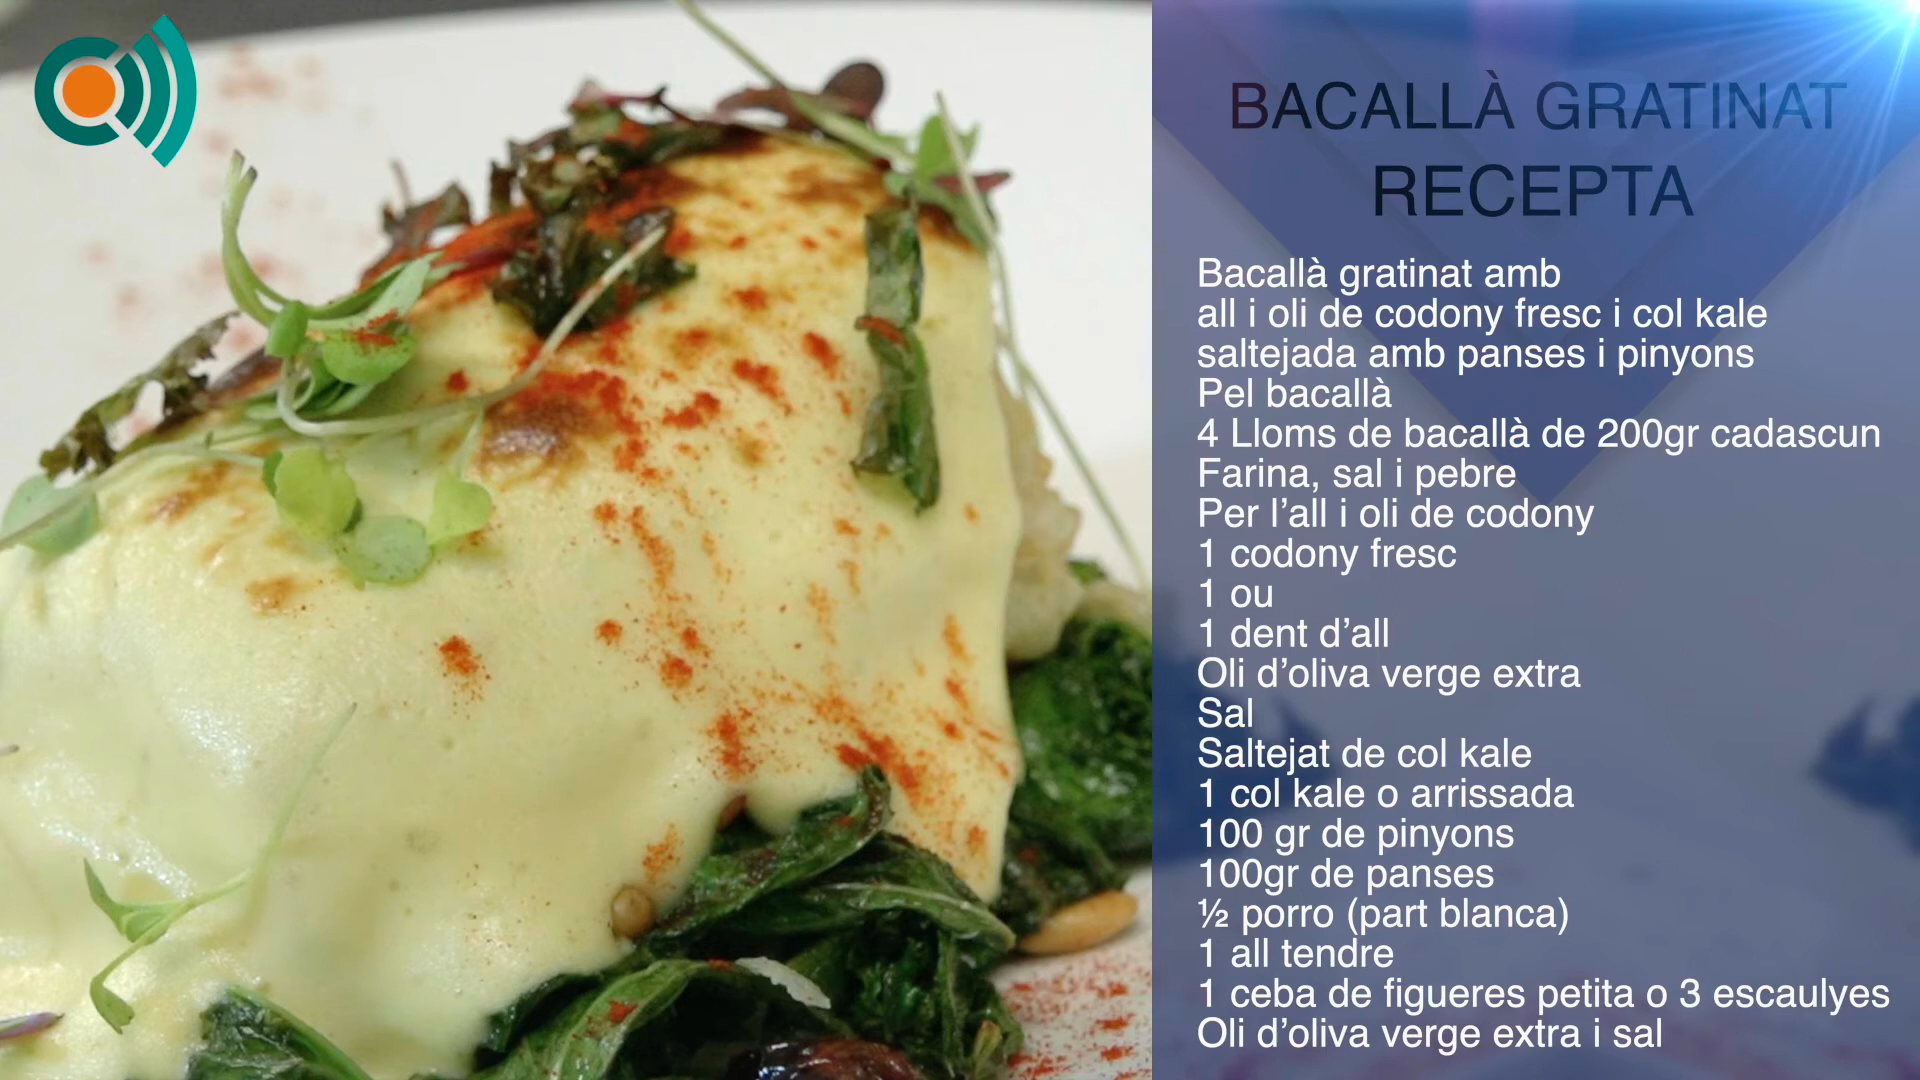 BACALLÀ GRATINAT
RECEPTA
Bacallà gratinat amb
all i oli de codony fresc i col kale
saltejada amb panses i pinyons
Pel bacallà
4 Lloms de bacallà de 200gr cadascun
Farina, sal i pebre
Per l’all i oli de codony
1 codony fresc
1 ou
1 dent d’all
Oli d’oliva verge extra
Sal
Saltejat de col kale
1 col kale o arrissada
100 gr de pinyons
100gr de panses
½ porro (part blanca)
1 all tendre
1 ceba de figueres petita o 3 escaulyes
Oli d’oliva verge extra i sal